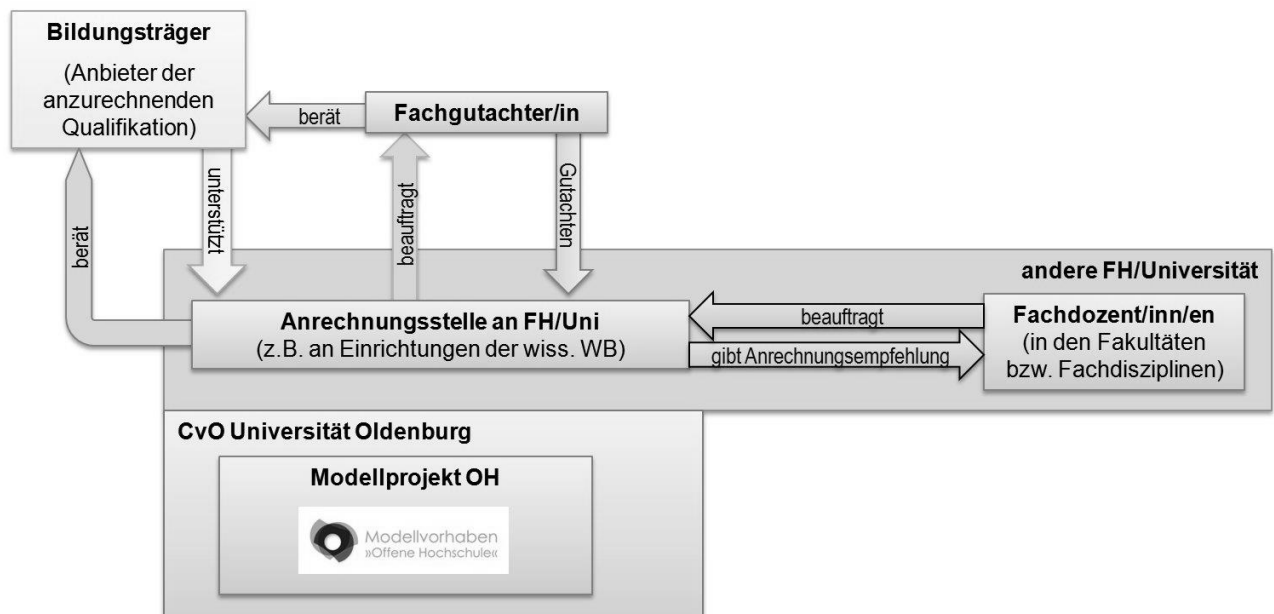 Bildungsträger
(Anbieter der
anzurechnenden
Qualifikation)
berät
Fachgutachter/in
unterstützt
beauftragt
Gutachten
berät
andere FH/Universität
Anrechnungsstelle an FH/Uni
(z.B. an Einrichtungen der wiss. WB)
beauftragt
gibt Anrechnungsempfehlung
Fachdozent/inn/en
(in den Fakultäten
bzw. Fachdisziplinen)
CvO Universität Oldenburg
Modellprojekt OH
Modellvorhaben
»Offene Hochschule«